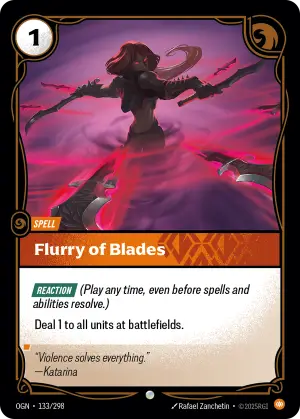 1
SPELL
Flurry of Blades
REACTION (Play any time, even before spells and
abilities resolve.)
Deal 1 to all units at battlefields.
"Violence solves everything."
—Katarina
OGN • 133/298
Rafael Zanchetin • ©2025RGI